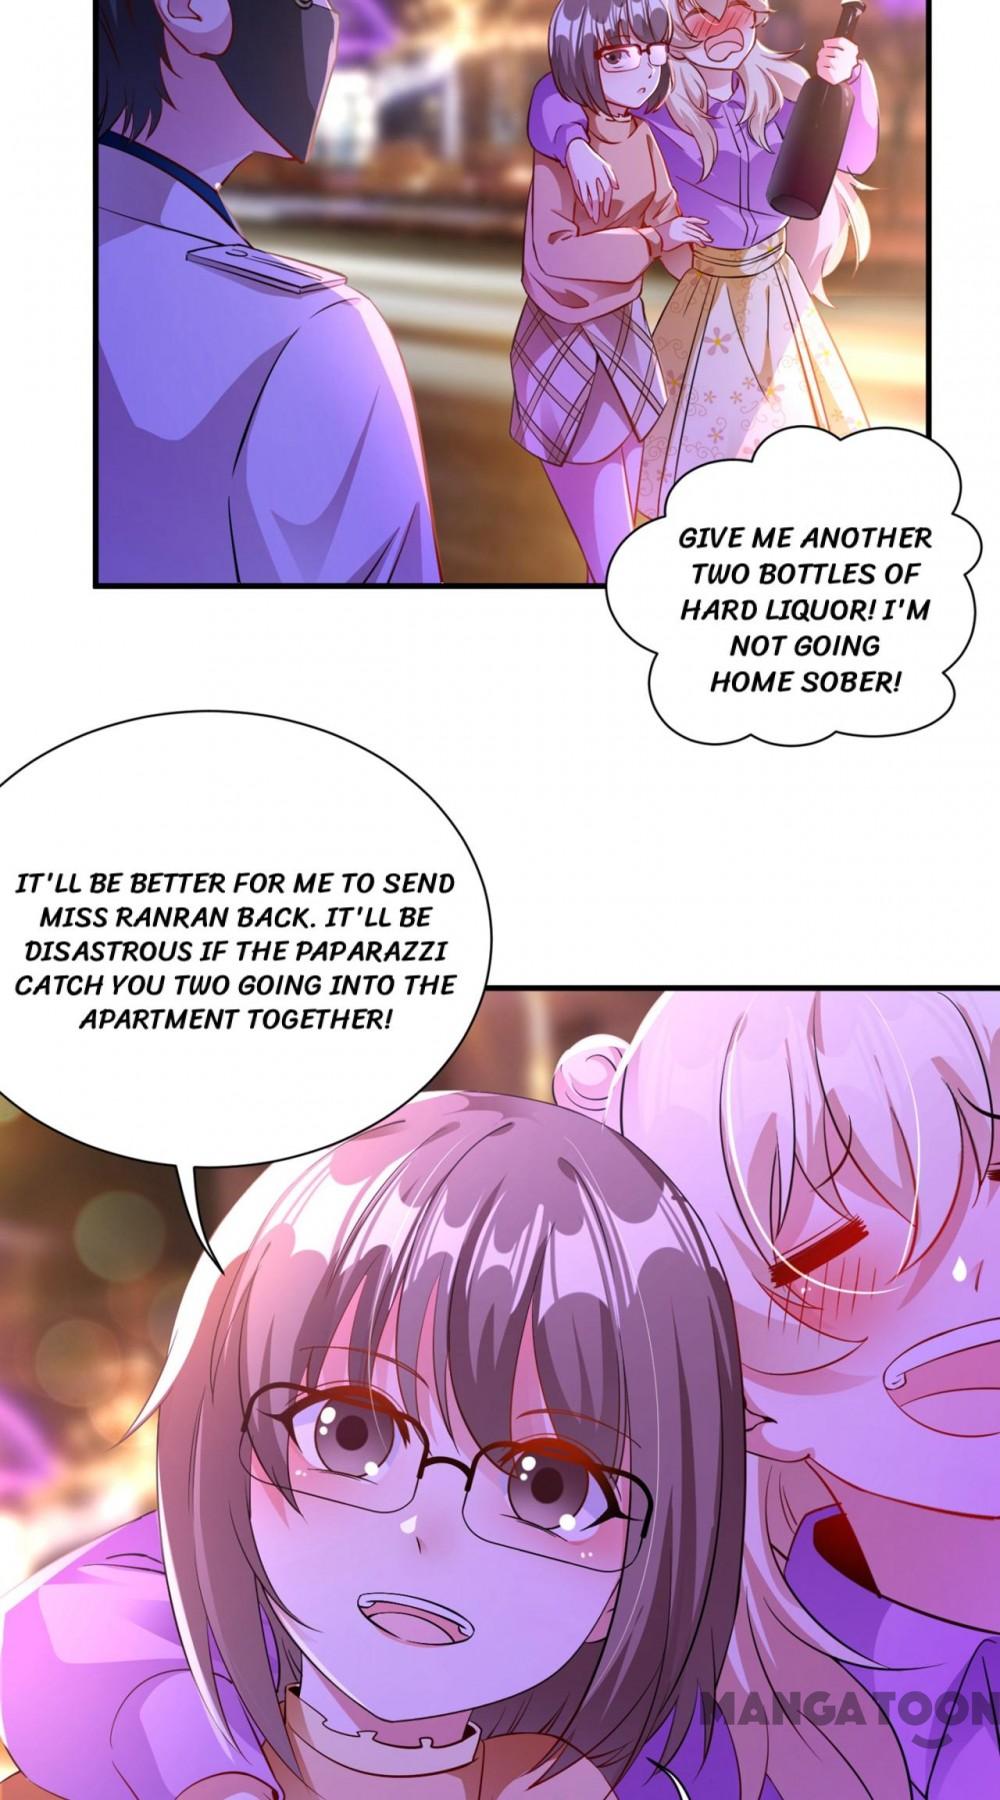 GIVE ME ANOTHER
TWO BOTTLES OF
HARD LIQUOR! I'M
NOT GOING
HOME SOBER!
IT'LL BE BETTER FOR ME TO SEND
MISS RANRAN BACK. IT'LL BE
DISASTROUS IF THE PAPARAZZI
CATCH YOU TWO GOING INTO THE
APARTMENT TOGETHER!
MANGATOON